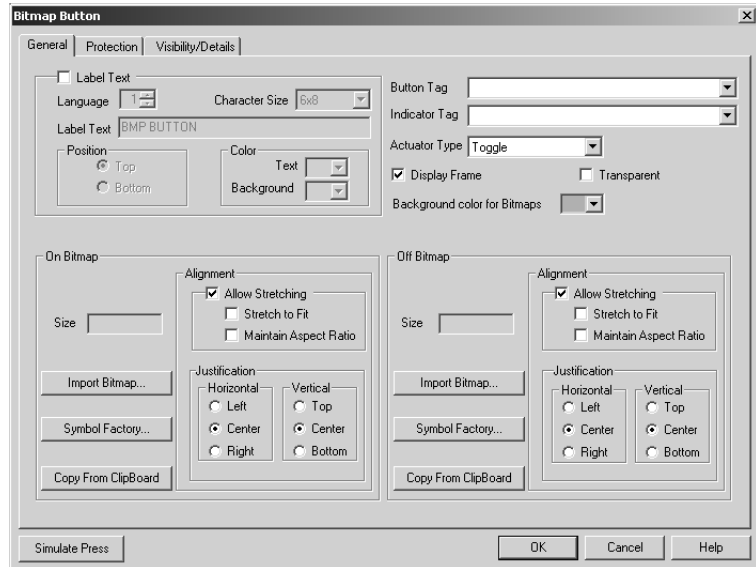 Bitmap Button
General Protection Visibility/Details
Label Text
Language 1 Character Size 6x8
Label Text BMP BUTTON
Position
Top
Bottom
Color
Text
Background
Button Tag
Indicator Tag
Actuator Type Toggle
Display Frame Transparent
Background color for Bitmaps
On Bitmap
Size
Import Bitmap...
Symbol Factory...
Copy From ClipBoard
Alignment
Allow Stretching
Stretch to Fit
Maintain Aspect Ratio
Justification
Horizontal
Left
Center
Right
Vertical
Top
Center
Bottom
Off Bitmap
Size
Import Bitmap...
Symbol Factory...
Copy From ClipBoard
Alignment
Allow Stretching
Stretch to Fit
Maintain Aspect Ratio
Justification
Horizontal
Left
Center
Right
Vertical
Top
Center
Bottom
Simulate Press OK Cancel Help